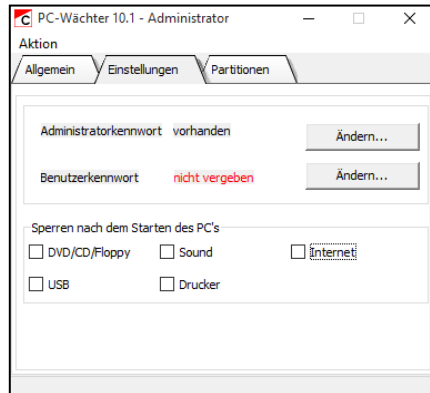 PC-Wächter 10.1 - Administrator
Aktion
Allgemein Einstellungen Partitionen
Administratorkennwort vorhanden Ändern...
Benutzerkennwort nicht vergeben Ändern...
Sperren nach dem Starten des PC's
DVD/CD/Floppy Sound Internet
USB Drucker